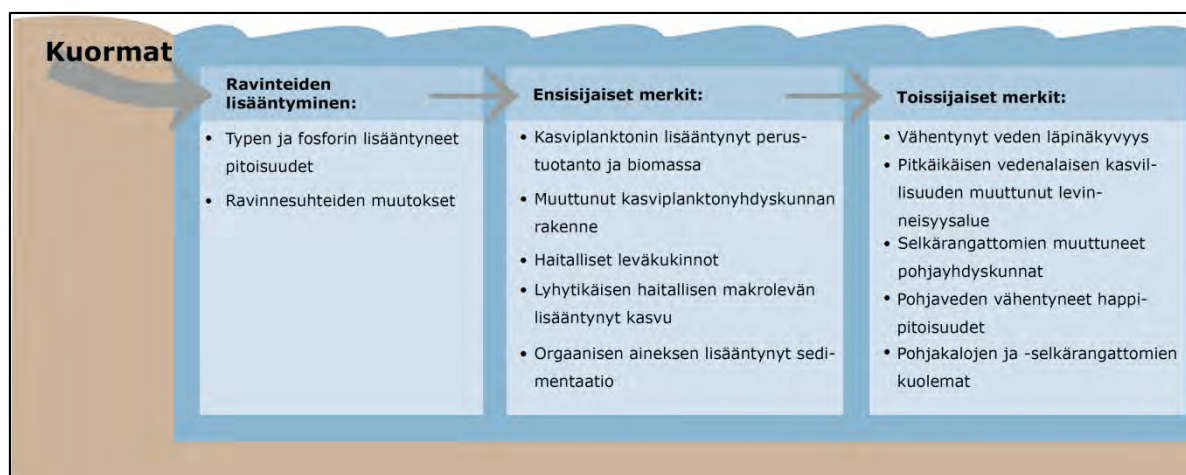 Kuormat
Ravinteiden
lisääntyminen:
• Typen ja fosforin lisääntyneet
pitoisuudet
• Ravinnesuhteiden muutokset
Ensisijaiset merkit:
• Kasviplanktonin lisääntynyt perus-
tuotanto ja biomassa
• Muuttunut kasviplanktonyhdyskunnan
rakenne
• Haitalliset leväkukinnot
• Lyhytikäisen haitallisen makrolevän
lisääntynyt kasvu
• Orgaanisen aineksen lisääntynyt sedi-
mentaatio
Toissijaiset merkit:
• Vähentynyt veden läpinäkyvyys
• Pitkäikäisen vedenalaisen kasvil-
lisuuden muuttunut levin-
neisyysalue
• Selkärangattomien muuttuneet
pohjayhdyskunnat
• Pohjaveden vähentyneet happi-
pitoisuudet
• Pohjakalojen ja -selkärangattomien
kuolemat